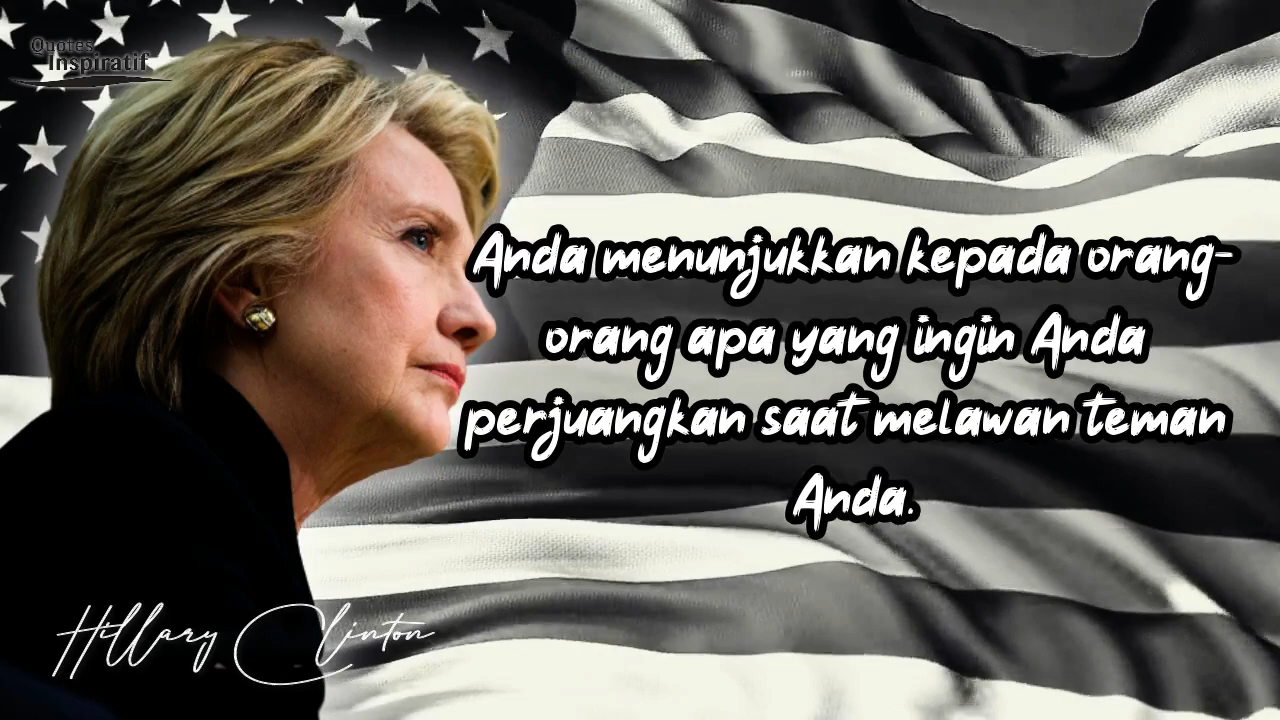 Quotes
Inspiratif
Anda menunjukkan kepada orang-
orang apa yang ingin Anda
perjuangkan saat melawan teman
Anda.
Hillary Clinton